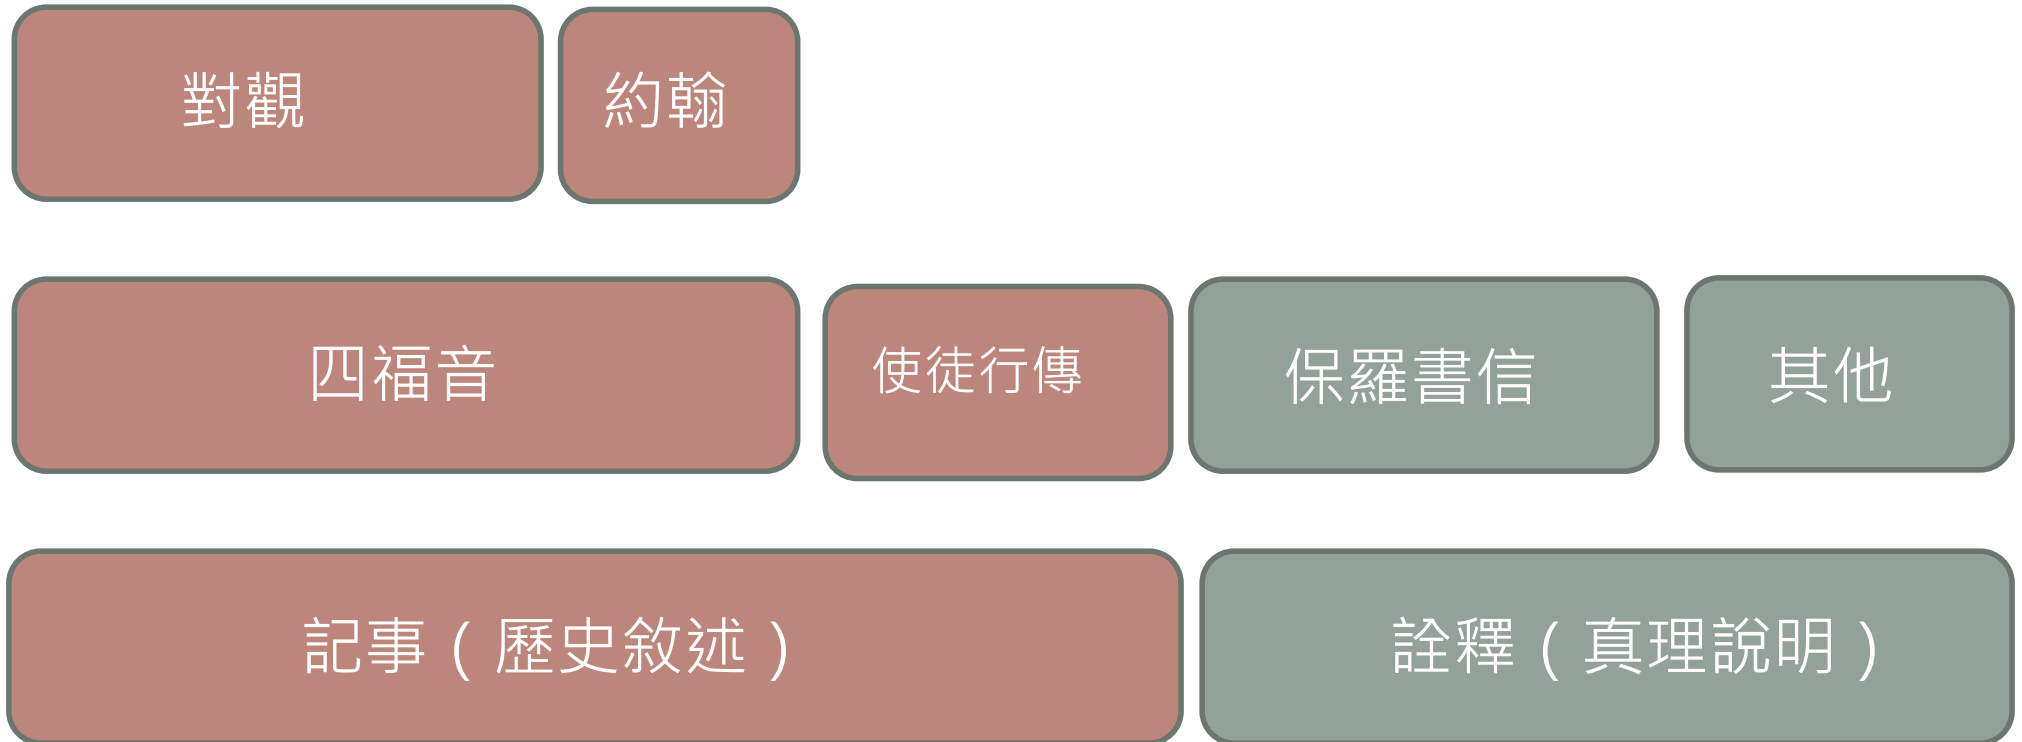 對觀 約翰
四福音 使徒行傳 保羅書信 其他
記事(歷史敘述) 詮釋(真理說明)